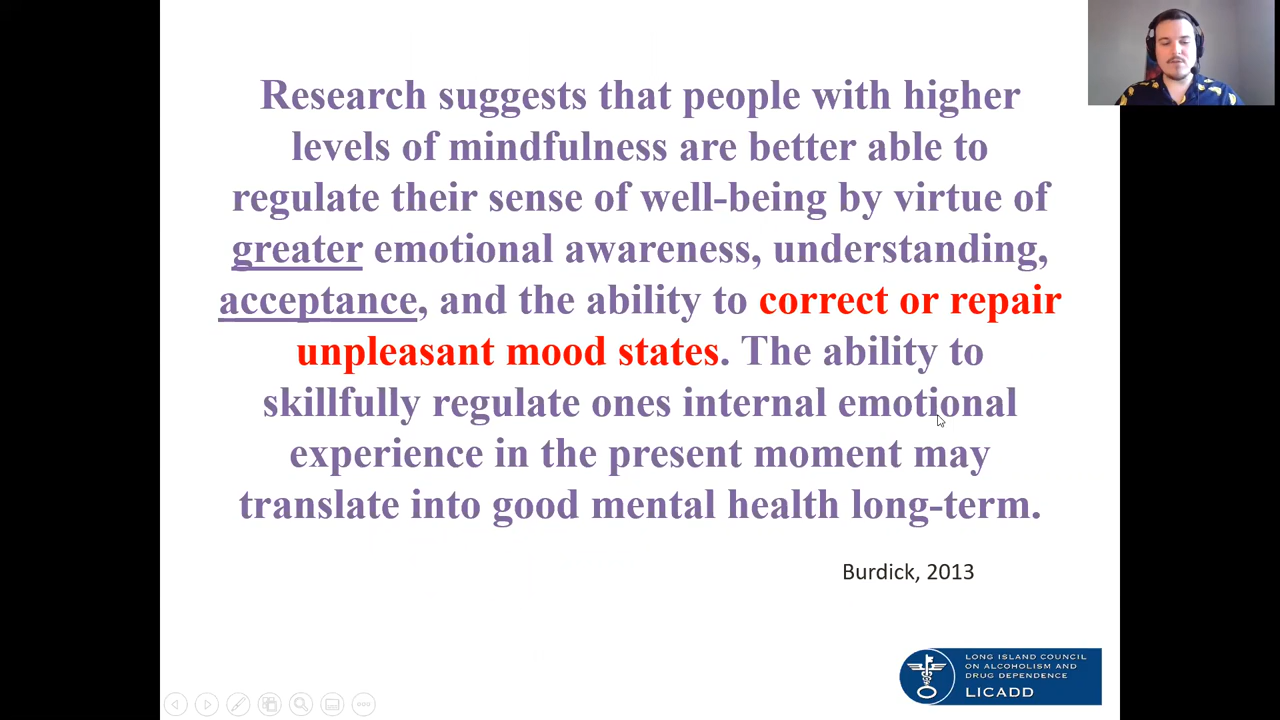 Research suggests that people with higher
levels of mindfulness are better able to
regulate their sense of well-being by virtue of
greater emotional awareness, understanding,
acceptance, and the ability to correct or repair
unpleasant mood states. The ability to
skillfully regulate ones internal emotional
experience in the present moment may
translate into good mental health long-term.
Burdick, 2013
LONG ISLAND COUNCIL
ON ALCOHOLISM AND
DRUG DEPENDENCE
LICADD